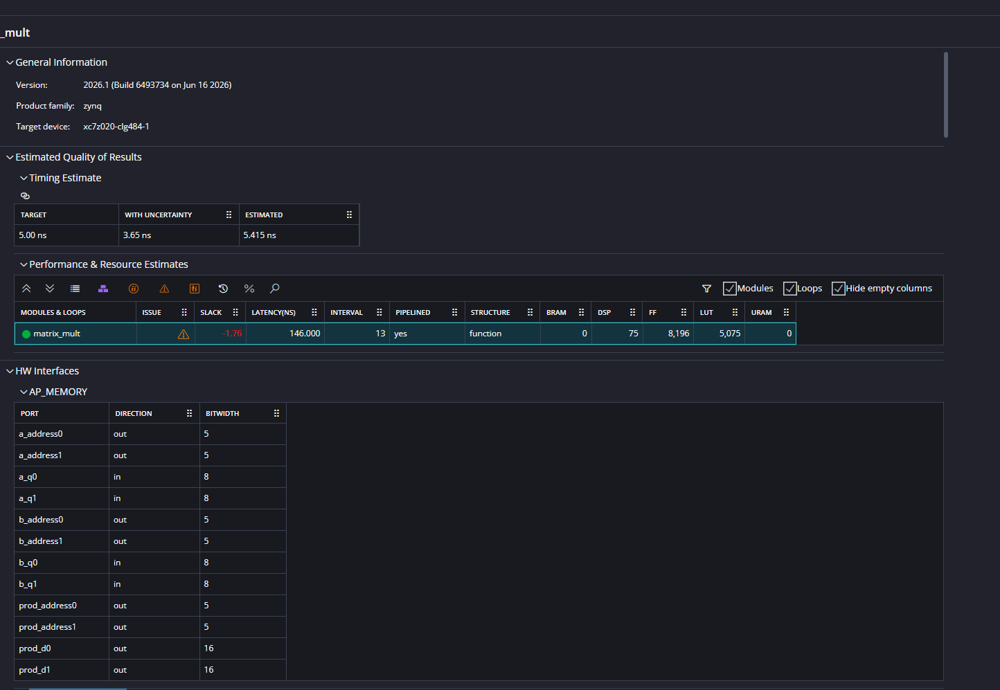 _mult
General Information
Version: 2026.1 (Build 6493734 on Jun 16 2026)
Product family: zynq
Target device: xc7z020-clg484-1
Estimated Quality of Results
Timing Estimate
TARGET WITH UNCERTAINTY ESTIMATED
5.00 ns 3.65 ns 5.415 ns
Performance & Resource Estimates
Modules Loops Hide empty columns
MODULES & LOOPS ISSUE SLACK LATENCY(NS) INTERVAL PIPELINED STRUCTURE BRAM DSP FF LUT URAM
matrix_mult -1.76 146.000 13 yes function 0 75 8,196 5,075 0
HW Interfaces
AP_MEMORY
PORT DIRECTION BITWIDTH
a_address0 out 5
a_address1 out 5
a_q0 in 8
a_q1 in 8
b_address0 out 5
b_address1 out 5
b_q0 in 8
b_q1 in 8
prod_address0 out 5
prod_address1 out 5
prod_d0 out 16
prod_d1 out 16